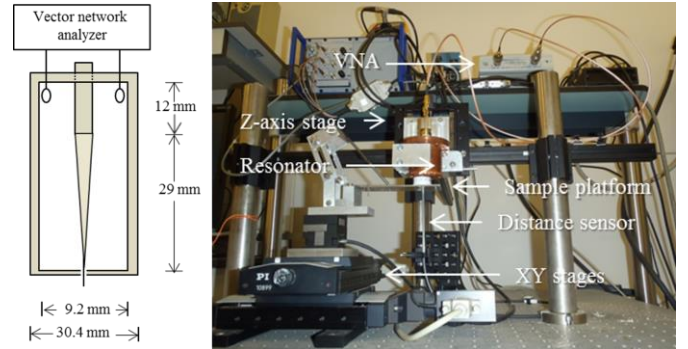 Vector network
analyzer
12 mm
29 mm
9.2 mm
30.4 mm
VNA
Z-axis stage
Resonator
Sample platform
Distance sensor
XY stages
PI